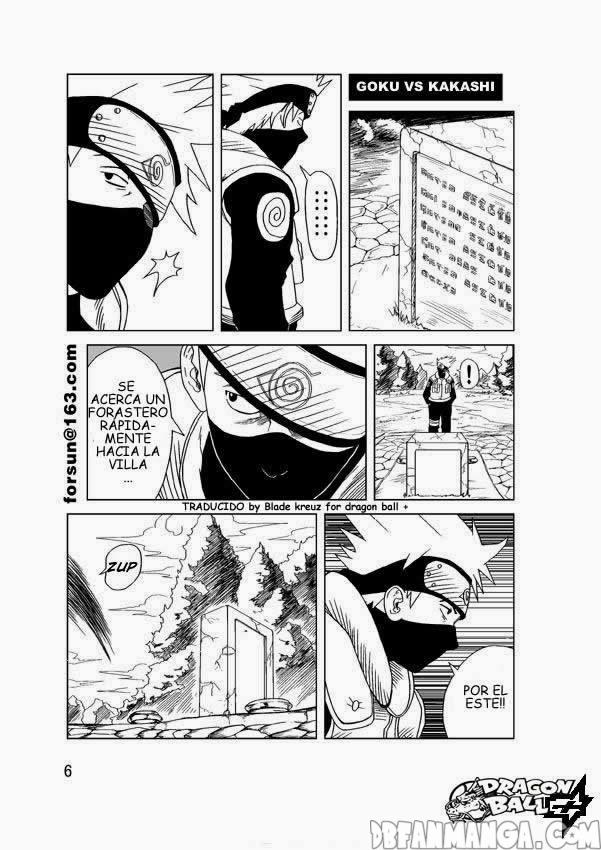 GOKU VS KAKASHI
......
!
SE
ACERCA UN
FORASTERO
RÁPIDA-
MENTE
HACIA LA
VILLA
...
forsun@163.com
TRADUCIDO by Blade kreuz for dragon ball +
POR EL
ESTE!!
ZUP
6
DRAGON
BALL
DBFANMANGA.COM